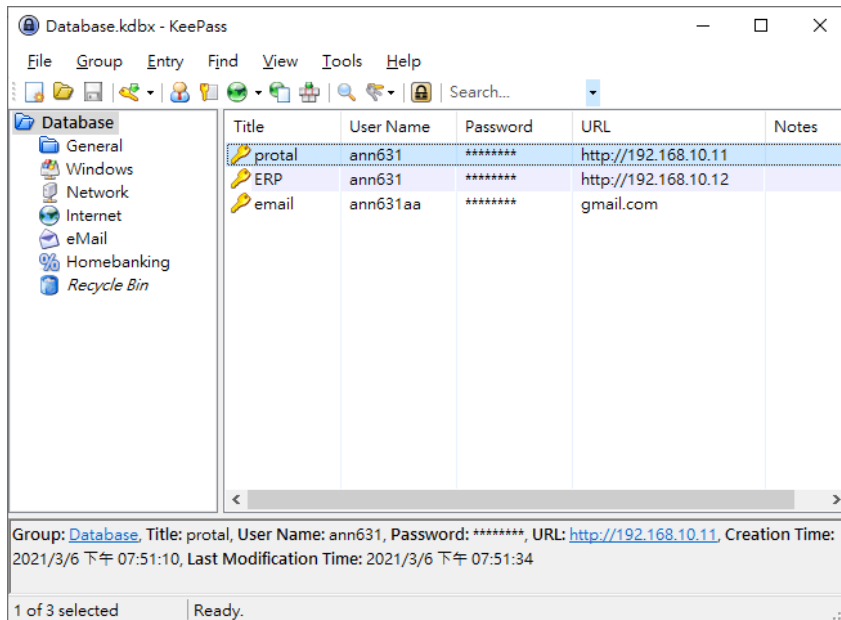 Database.kdbx - KeePass
File Group Entry Find View Tools Help
Search...
Database
General
Windows
Network
Internet
eMail
Homebanking
Recycle Bin
Title User Name Password URL Notes
protal ann631 ******** http://192.168.10.11
ERP ann631 ******** http://192.168.10.12
email ann631aa ******** gmail.com
Group: Database, Title: protal, User Name: ann631, Password: ********, URL: http://192.168.10.11, Creation Time:
2021/3/6 下午 07:51:10, Last Modification Time: 2021/3/6 下午 07:51:34
1 of 3 selected Ready.